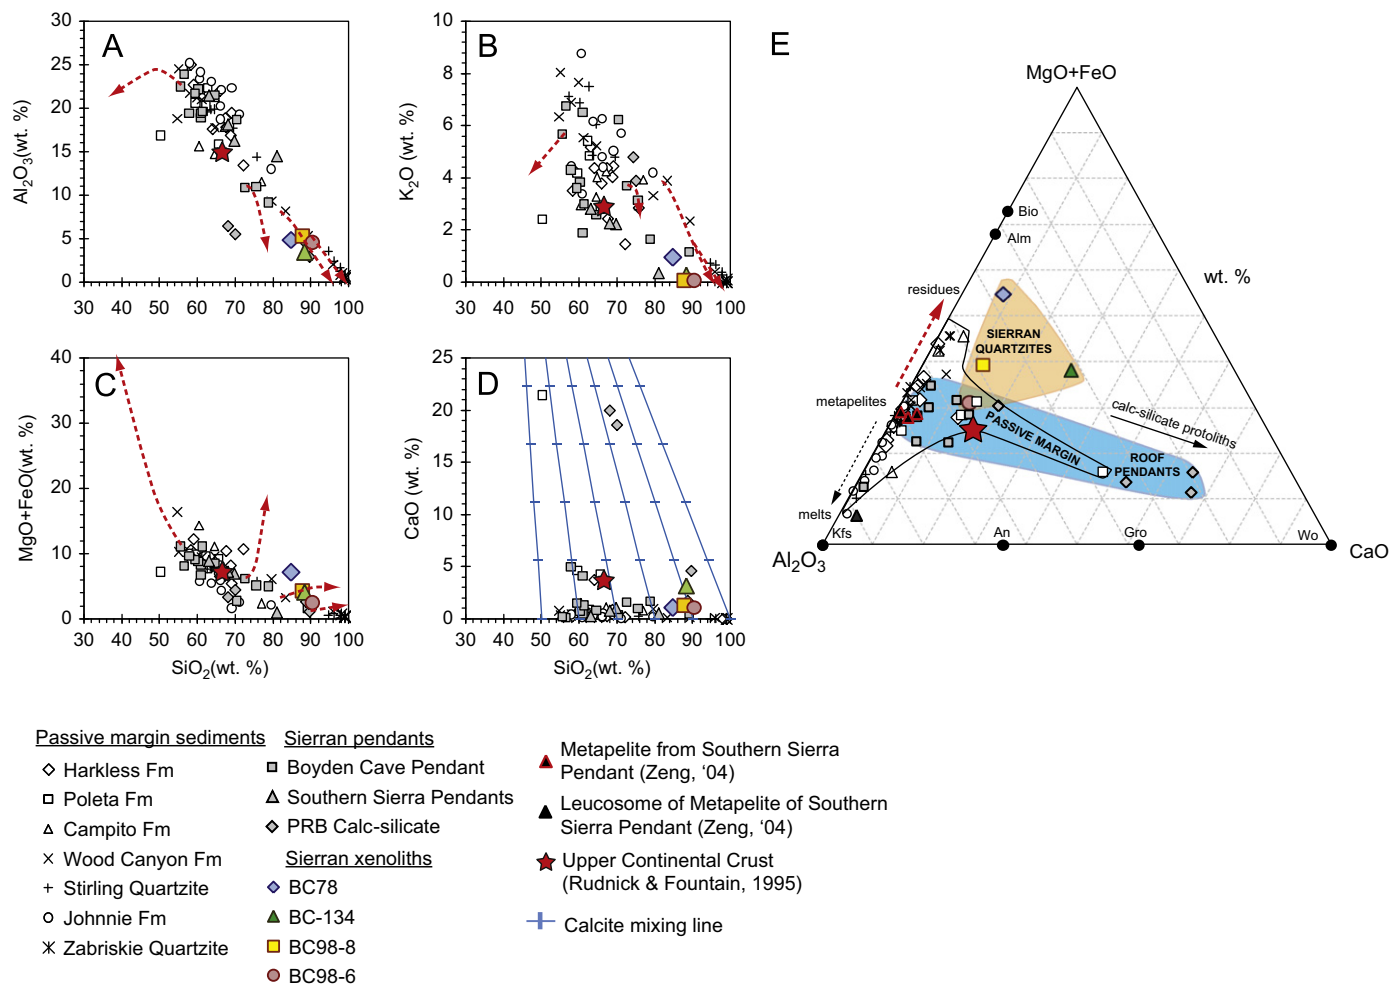 A
Al2O3(wt. %)
30
25
20
15
10
5
0
30 40 50 60 70 80 90 100
B
K2O (wt. %)
10
8
6
4
2
0
30 40 50 60 70 80 90 100
C
MgO+FeO(wt. %)
40
30
20
10
0
30 40 50 60 70 80 90 100
SiO2(wt. %)
D
CaO (wt. %)
25
20
15
10
5
0
30 40 50 60 70 80 90 100
SiO2(wt. %)
E
MgO+FeO
Bio
Alm
wt. %
residues
SIERRAN
QUARTZITES
metapelites
calc-silicate protoliths
PASSIVE MARGIN
ROOF
PENDANTS
melts
Kfs
An
Gro
Wo
Al2O3
CaO
Passive margin sediments
Harkless Fm
Poleta Fm
Campito Fm
Wood Canyon Fm
Stirling Quartzite
Johnnie Fm
Zabriskie Quartzite
Sierran pendants
Boyden Cave Pendant
Southern Sierra Pendants
PRB Calc-silicate
Sierran xenoliths
BC78
BC-134
BC98-8
BC98-6
Metapelite from Southern Sierra
Pendant (Zeng, ‘04)
Leucosome of Metapelite of Southern
Sierra Pendant (Zeng, ‘04)
Upper Continental Crust
(Rudnick & Fountain, 1995)
Calcite mixing line